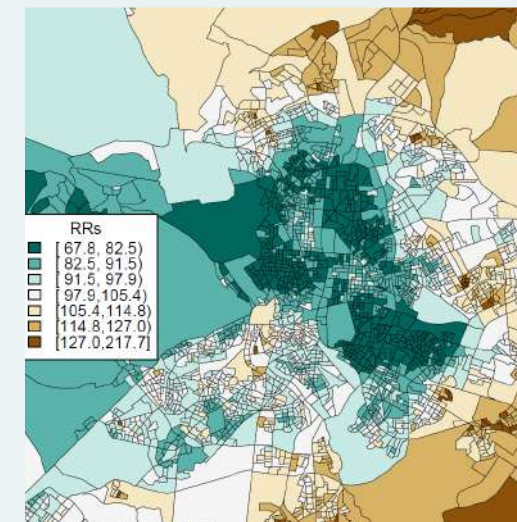 RRs
[ 67.8, 82.5)
[ 82.5, 91.5)
[ 91.5, 97.9)
[ 97.9,105.4)
[105.4,114.8)
[114.8,127.0)
[127.0,217.7]